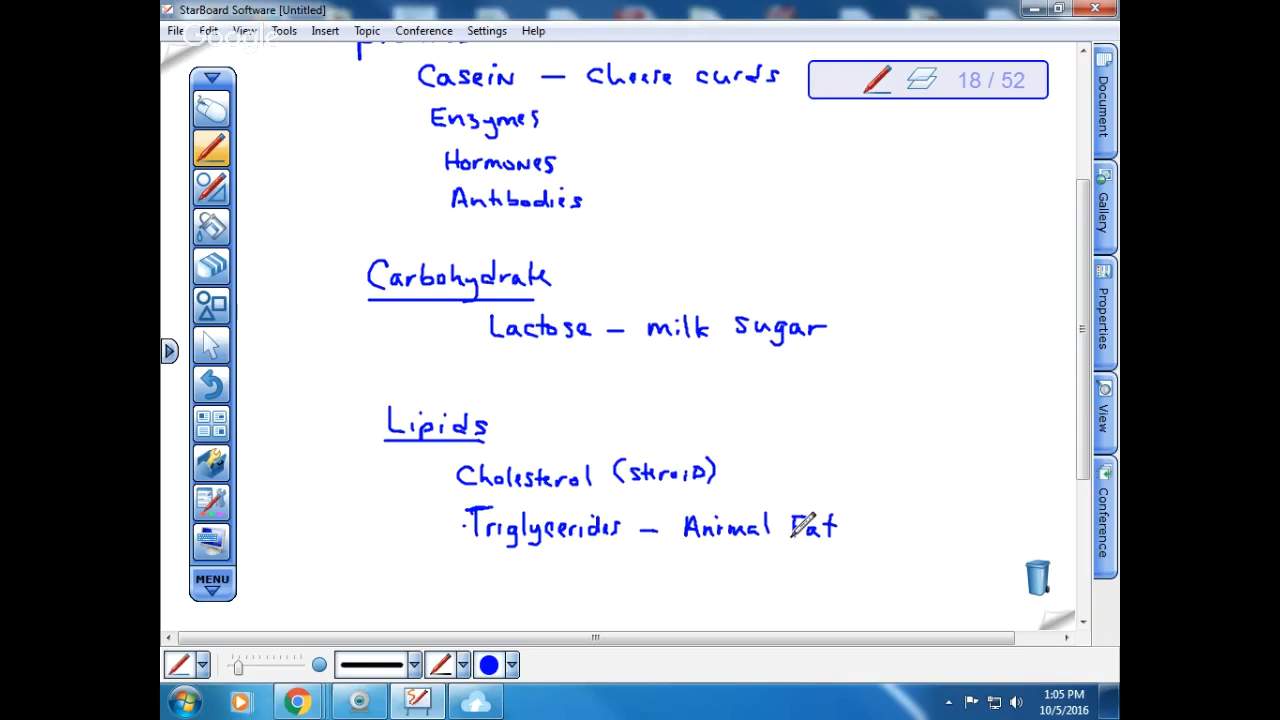 StarBoard Software [Untitled]
File Edit View Tools Insert Topic Conference Settings Help
Google
Casein — cheese curds
18 / 52
Enzymes
Hormones
Antibodies
Carbohydrate
Lactose — milk sugar
Lipids
Cholesterol (steroid)
·Triglycerides — Animal Fat
MENU
Document
Gallery
Properties
View
Conference
1:05 PM
10/5/2016